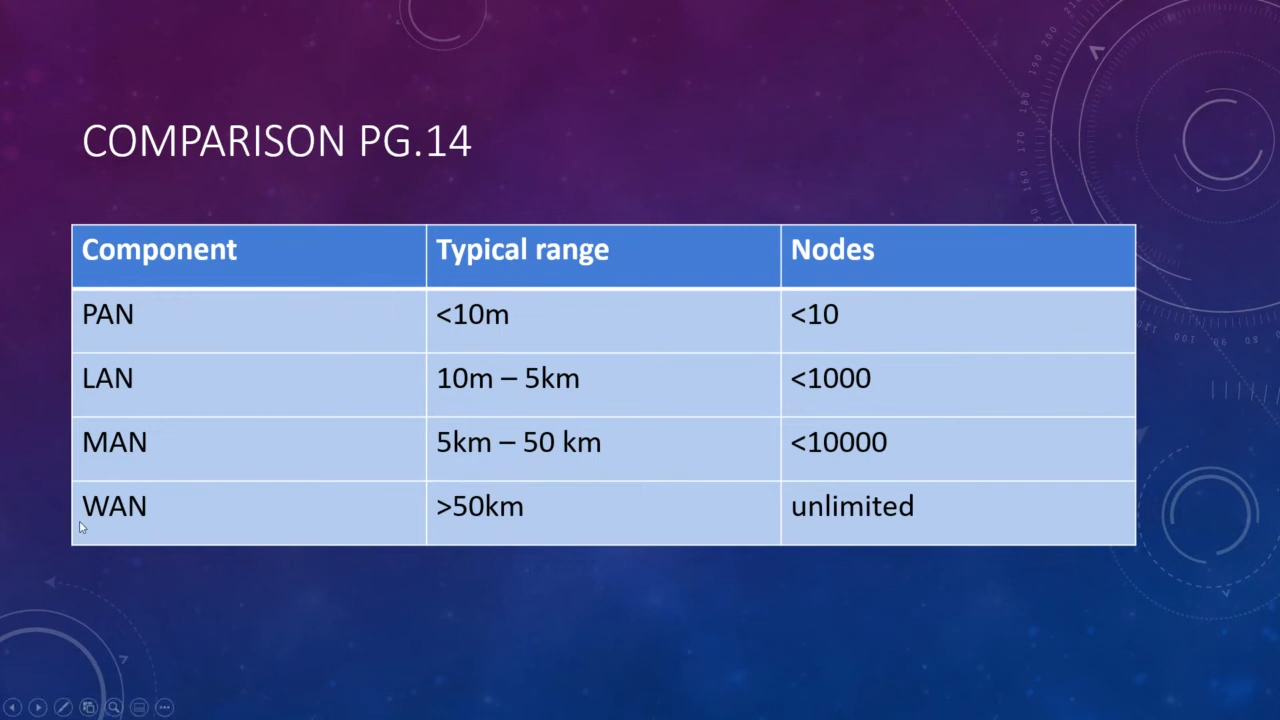 COMPARISON PG.14
Component Typical range Nodes
PAN <10m <10
LAN 10m – 5km <1000
MAN 5km – 50 km <10000
WAN >50km unlimited